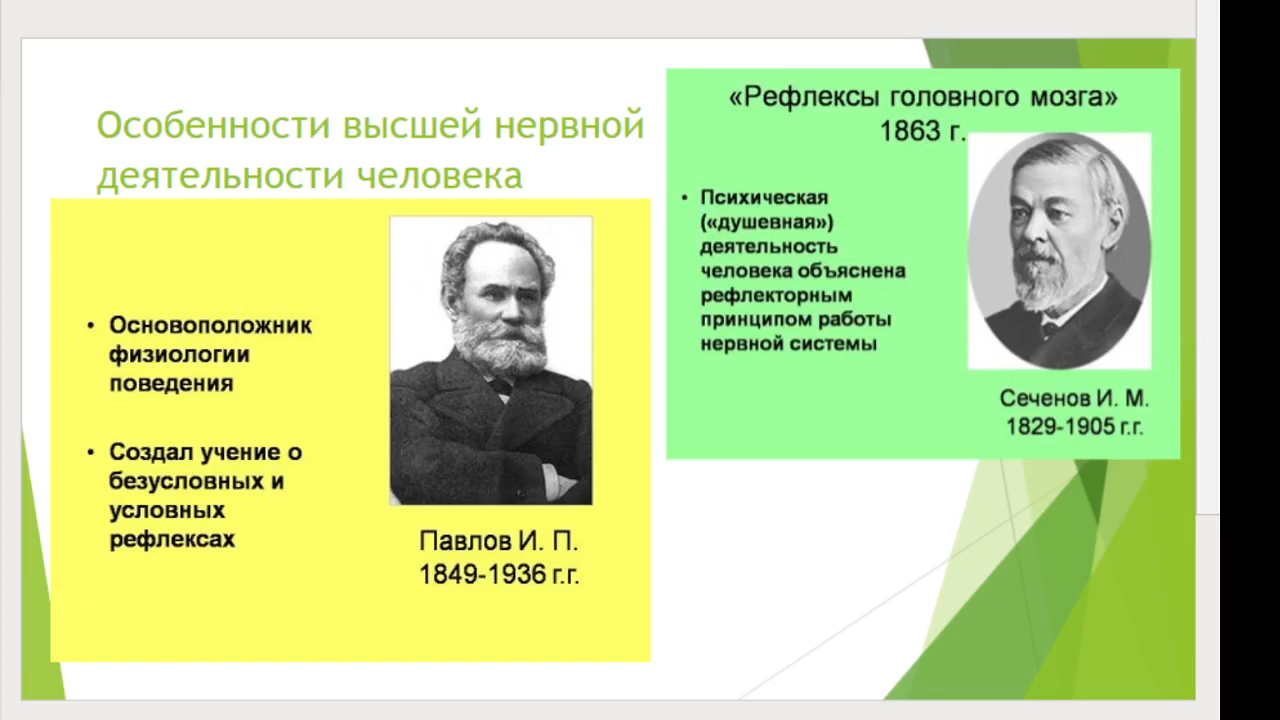 Особенности высшей нервной
деятельности человека
• Основоположник
физиологии
поведения
• Создал учение о
безусловных и
условных
рефлексах
Павлов И. П.
1849-1936 г.г.
«Рефлексы головного мозга»
1863 г.
• Психическая
(«душевная»)
деятельность
человека объяснена
рефлекторным
принципом работы
нервной системы
Сеченов И. М.
1829-1905 г.г.